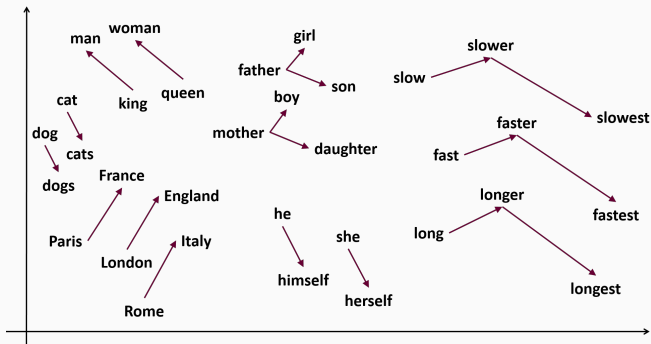 woman
man
girl
slower
father
slow
son
queen
king
boy
cat
slowest
faster
dog
mother
daughter
cats
fast
France
dogs
England
longer
he
fastest
long
she
Paris
Italy
London
himself
longest
herself
Rome